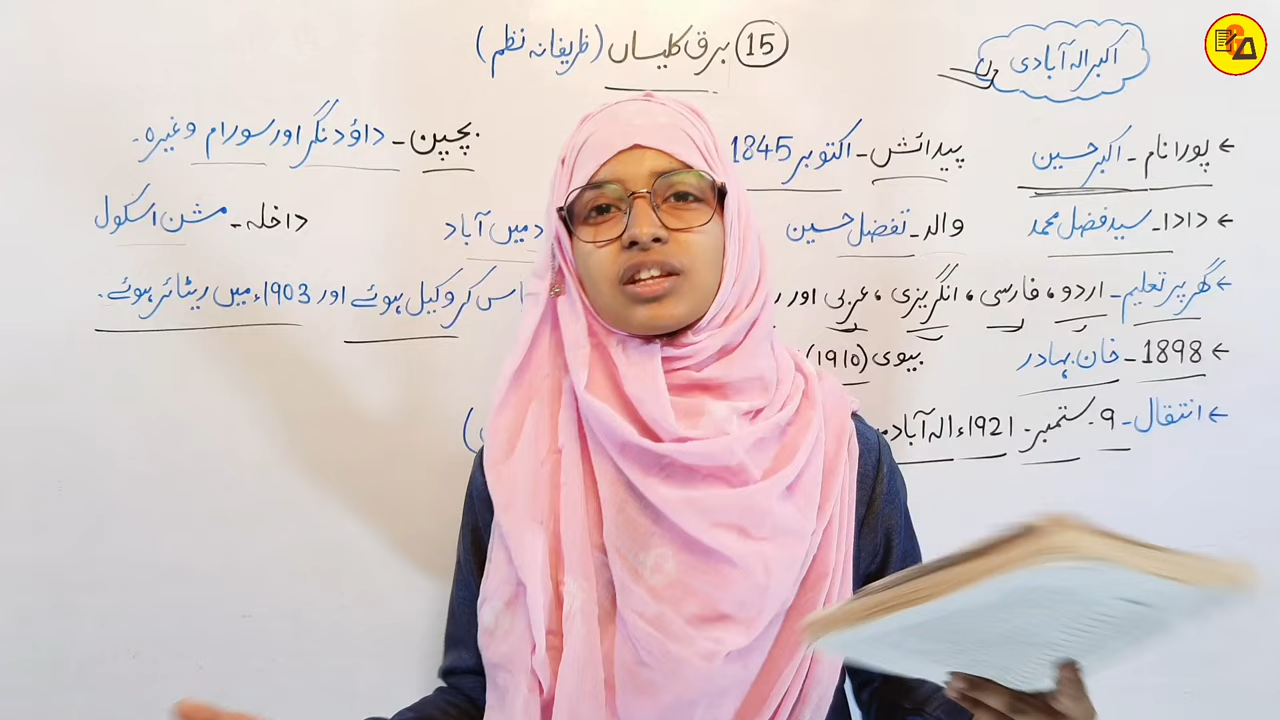 اکبر الہ آبادی
15 برق کلیساں (ظریفانہ نظم)
← پورا نام - اکبر حسین پیدائش - اکتوبر 1845 بچپن - داؤد نگر اور سورام وغیرہ۔
← دادا - سید فضل محمد والد - تفضل حسین میں آباد داخلہ - مشن اسکول
← گھر پر تعلیم - اردو، فارسی، انگریزی، عربی اور اس کر وکیل ہوئے اور 1903ء میں ریٹائر ہوئے۔
← 1898 - خان بہادر بیوی (1910)
← انتقال - 9 - ستمبر - 1921ء الہ آباد